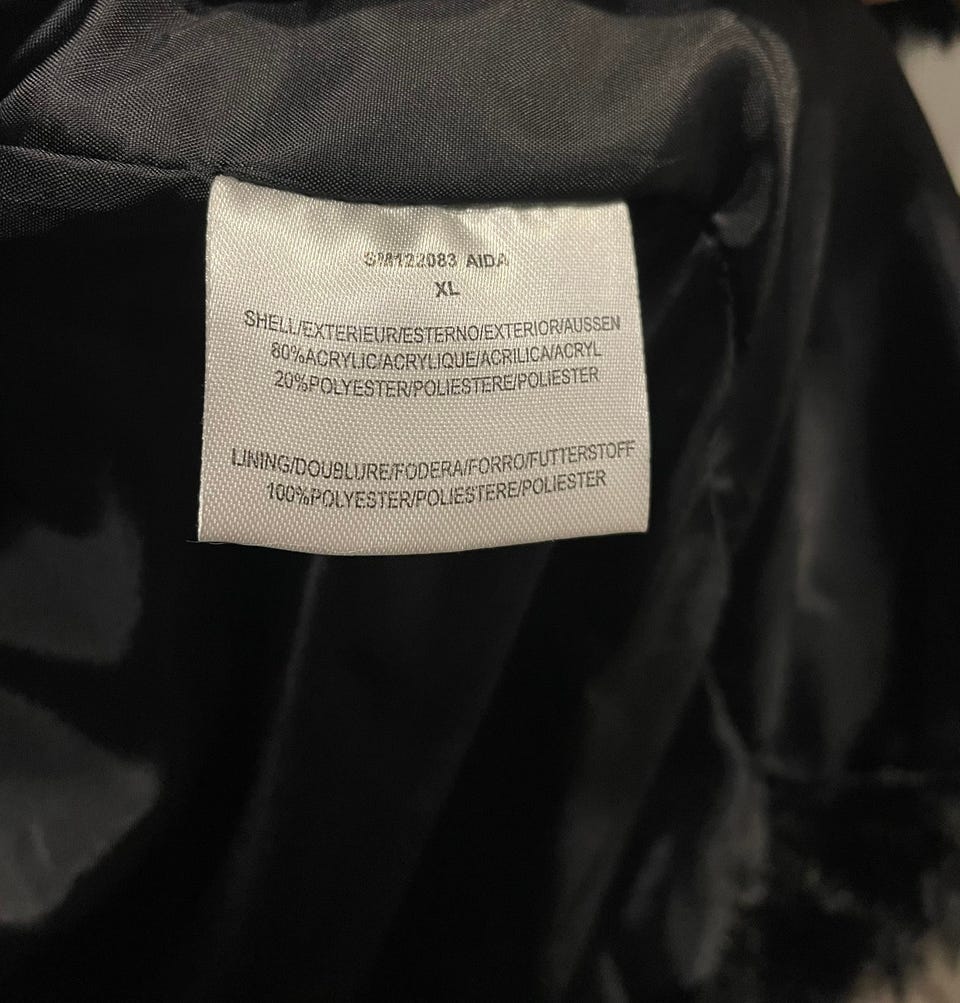 SM122083 AIDA
XL
SHELL/EXTERIEUR/ESTERNO/EXTERIOR/AUSSEN
80%ACRYLIC/ACRYLIQUE/ACRILICA/ACRYL
20%POLYESTER/POLIESTERE/POLIESTER
LINING/DOUBLURE/FODERA/FORRO/FUTTERSTOFF
100%POLYESTER/POLIESTERE/POLIESTER